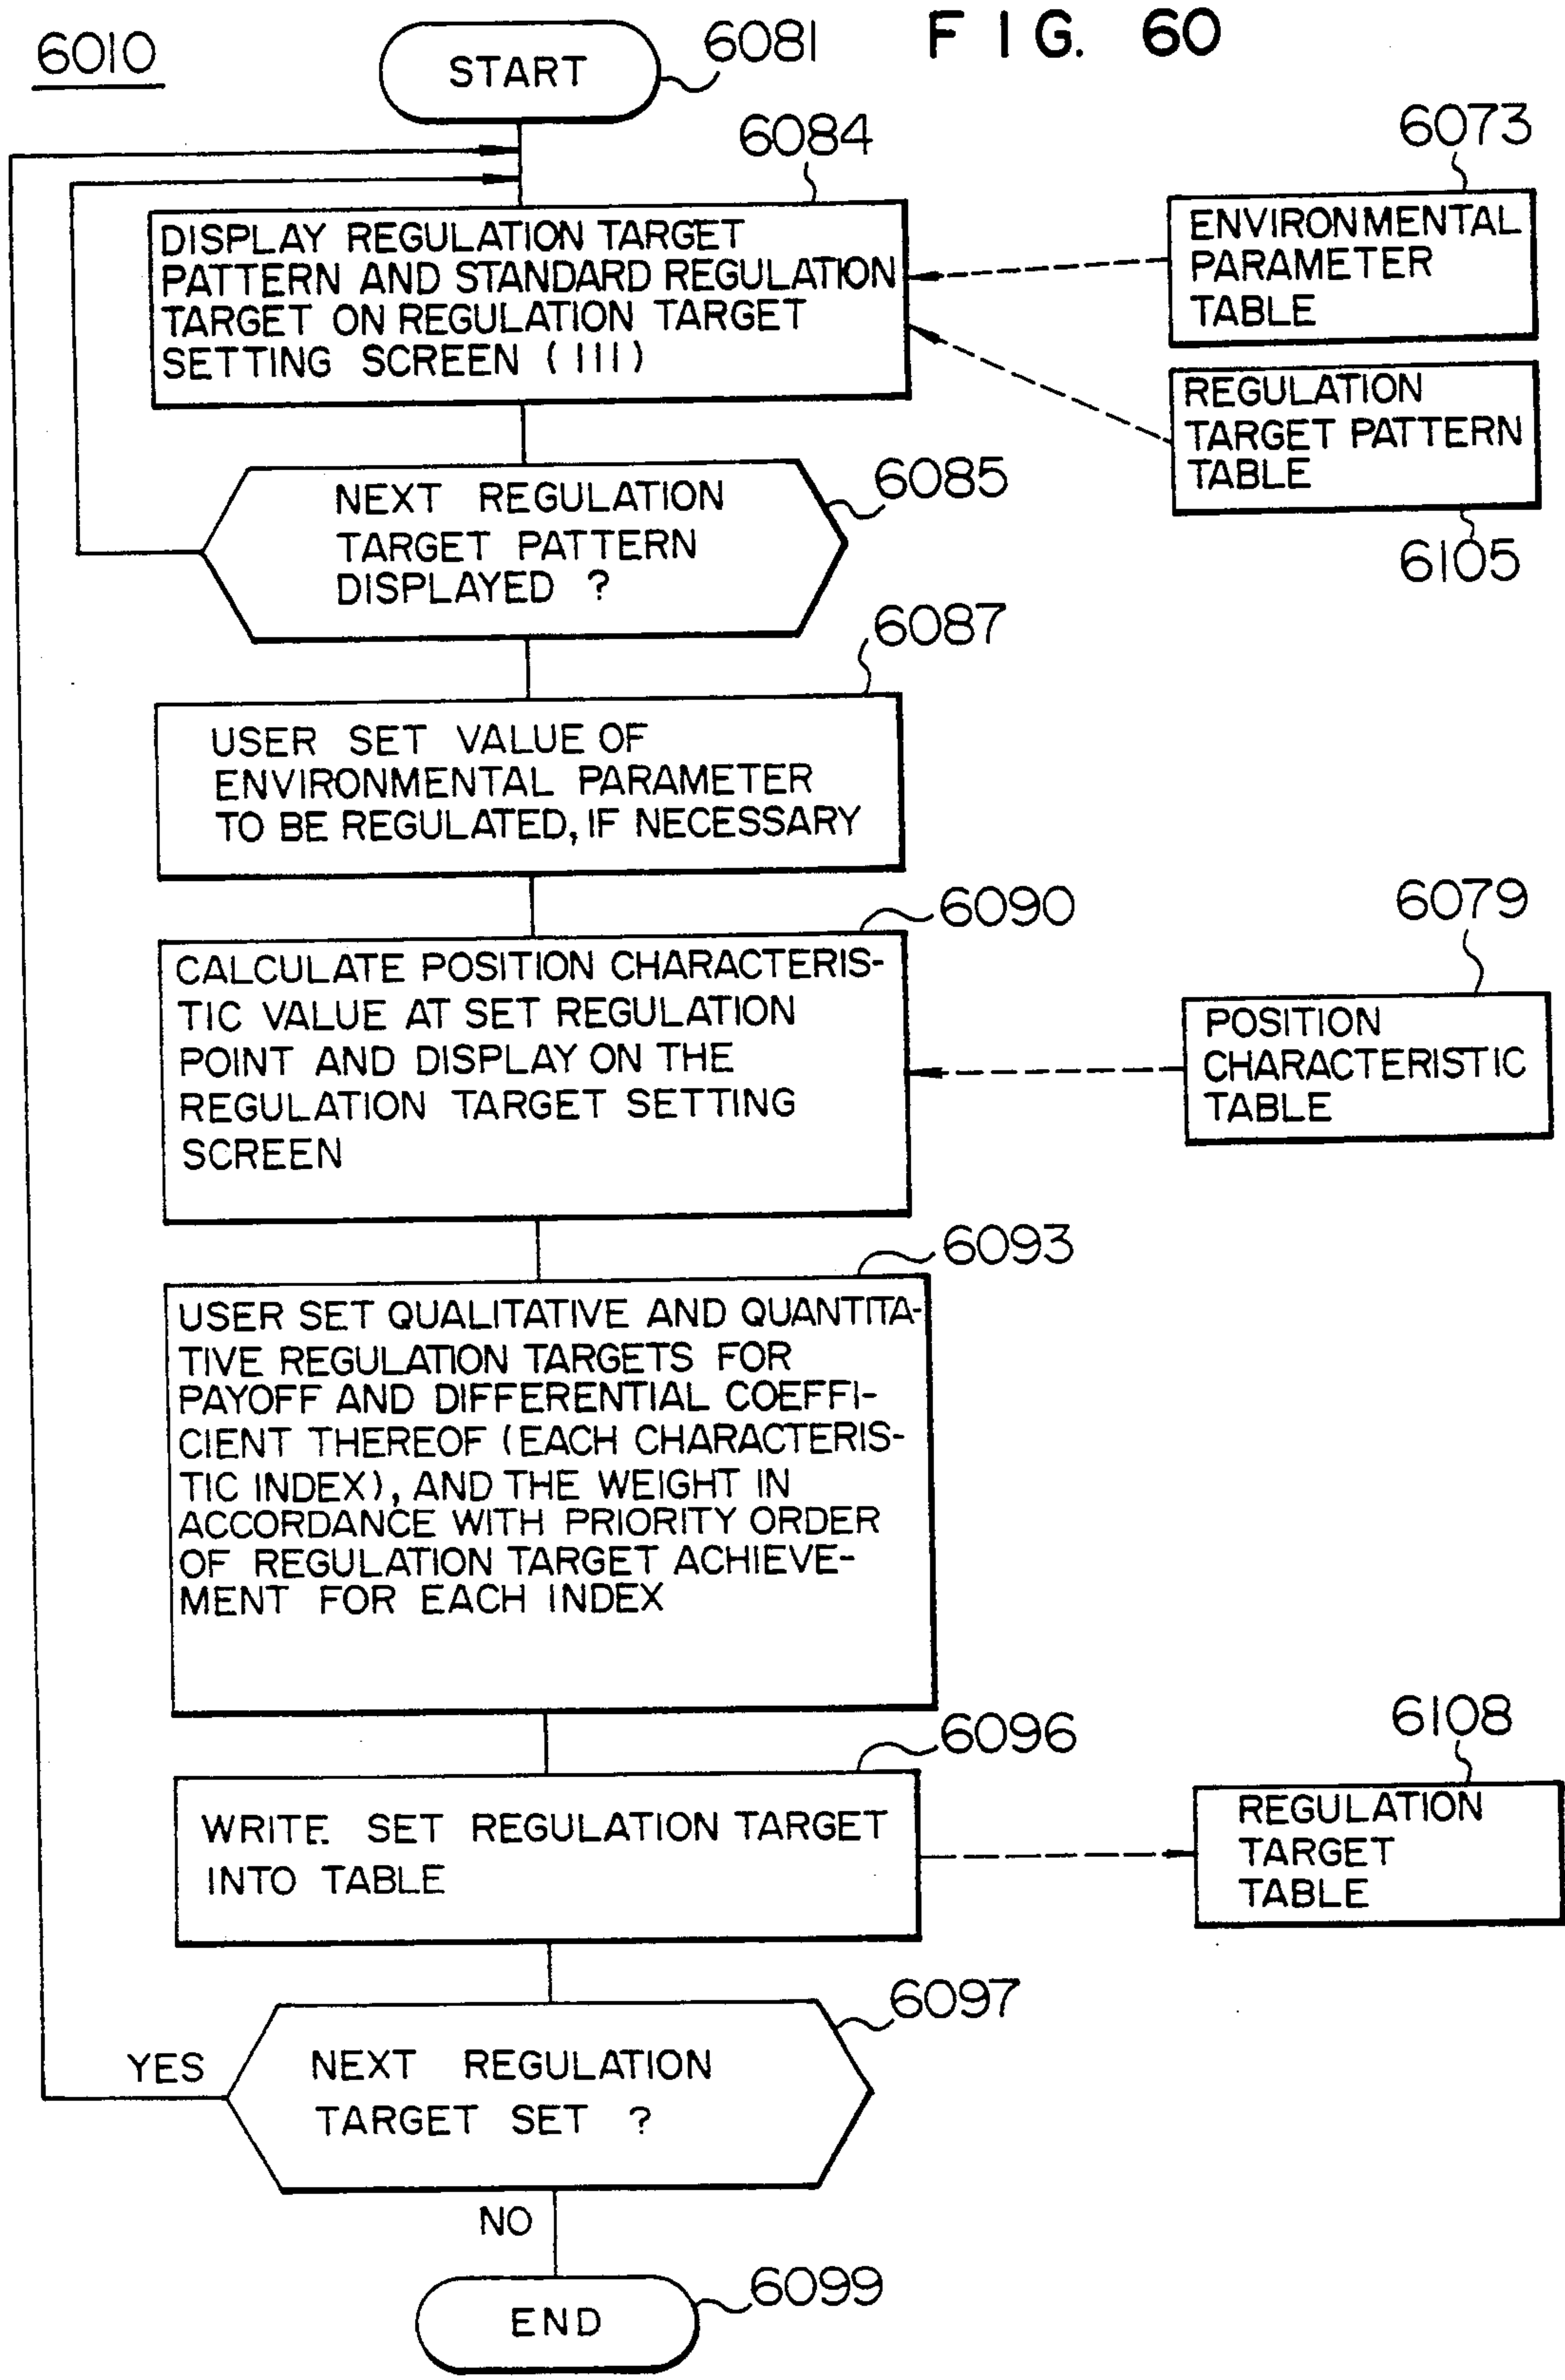 FIG. 60
6010
START
6081
6084
DISPLAY REGULATION TARGET
PATTERN AND STANDARD REGULATION
TARGET ON REGULATION TARGET
SETTING SCREEN (111)
6073
ENVIRONMENTAL
PARAMETER
TABLE
REGULATION
TARGET PATTERN
TABLE
6105
NEXT REGULATION
TARGET PATTERN
DISPLAYED ?
6085
6087
USER SET VALUE OF
ENVIRONMENTAL PARAMETER
TO BE REGULATED, IF NECESSARY
6090
CALCULATE POSITION CHARACTERIS-
TIC VALUE AT SET REGULATION
POINT AND DISPLAY ON THE
REGULATION TARGET SETTING
SCREEN
6079
POSITION
CHARACTERISTIC
TABLE
6093
USER SET QUALITATIVE AND QUANTITA-
TIVE REGULATION TARGETS FOR
PAYOFF AND DIFFERENTIAL COEFFI-
CIENT THEREOF (EACH CHARACTERIS-
TIC INDEX), AND THE WEIGHT IN
ACCORDANCE WITH PRIORITY ORDER
OF REGULATION TARGET ACHIEVE-
MENT FOR EACH INDEX
6096
WRITE SET REGULATION TARGET
INTO TABLE
6108
REGULATION
TARGET
TABLE
6097
NEXT REGULATION
TARGET SET ?
YES
NO
END
6099